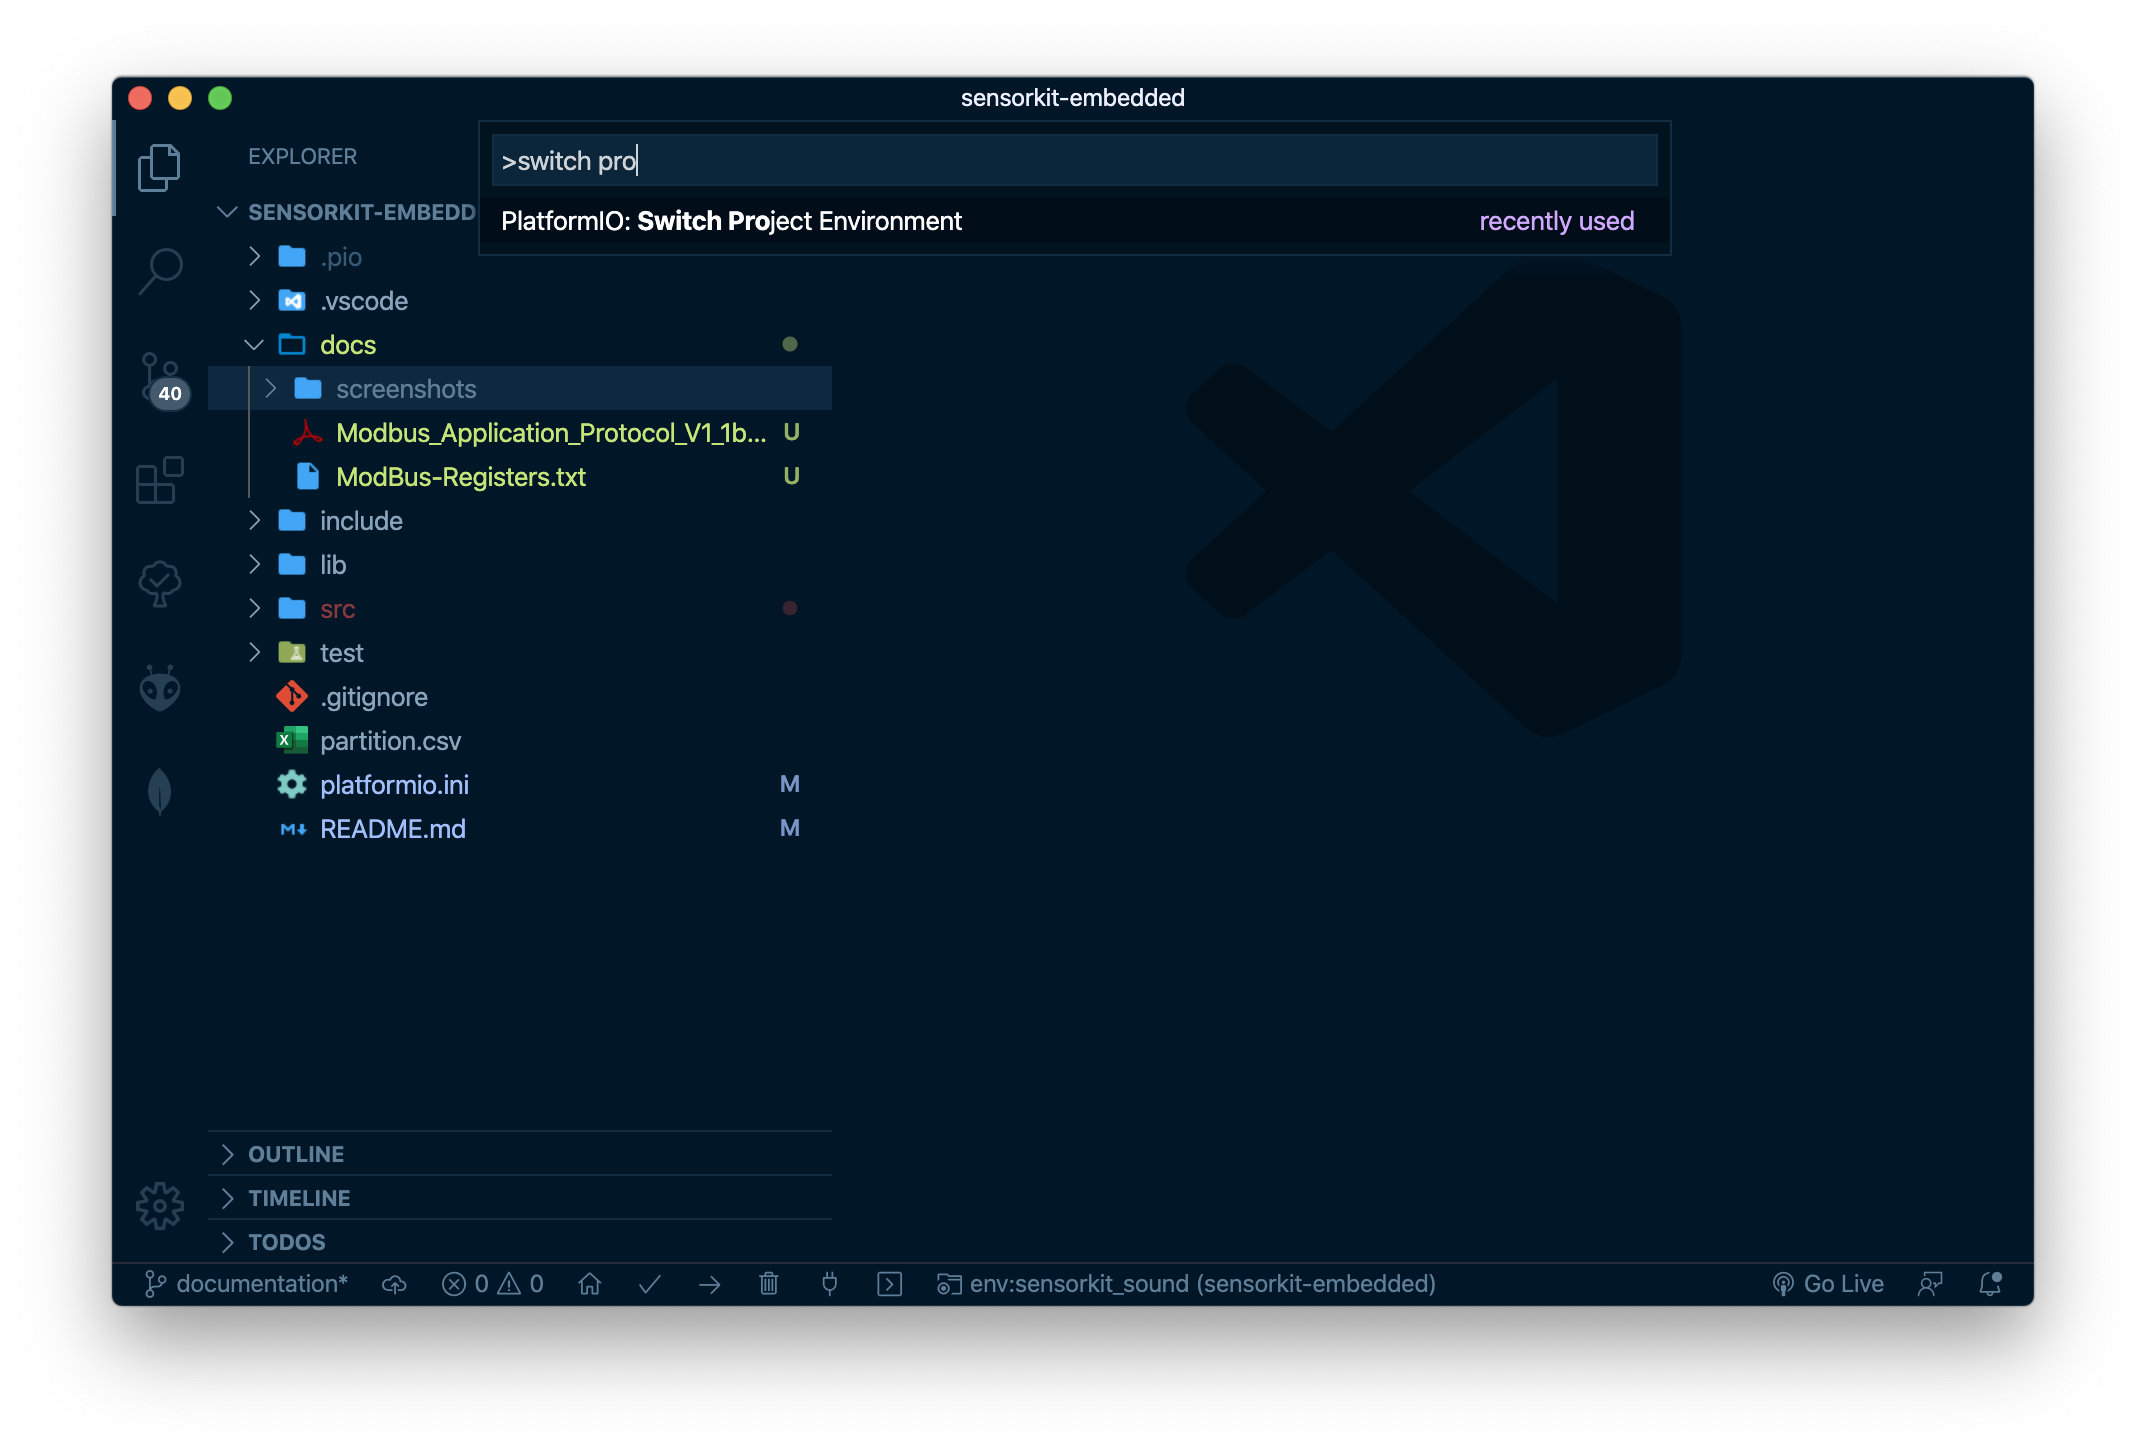 sensorkit-embedded
>switch pro
PlatformIO: Switch Project Environment recently used
EXPLORER
SENSORKIT-EMBEDD
.pio
.vscode
docs
screenshots
Modbus_Application_Protocol_V1_1b... U
ModBus-Registers.txt U
include
lib
src
test
.gitignore
partition.csv
platformio.ini M
README.md M
40
OUTLINE
TIMELINE
TODOS
documentation* 0 0 env:sensorkit_sound (sensorkit-embedded) Go Live